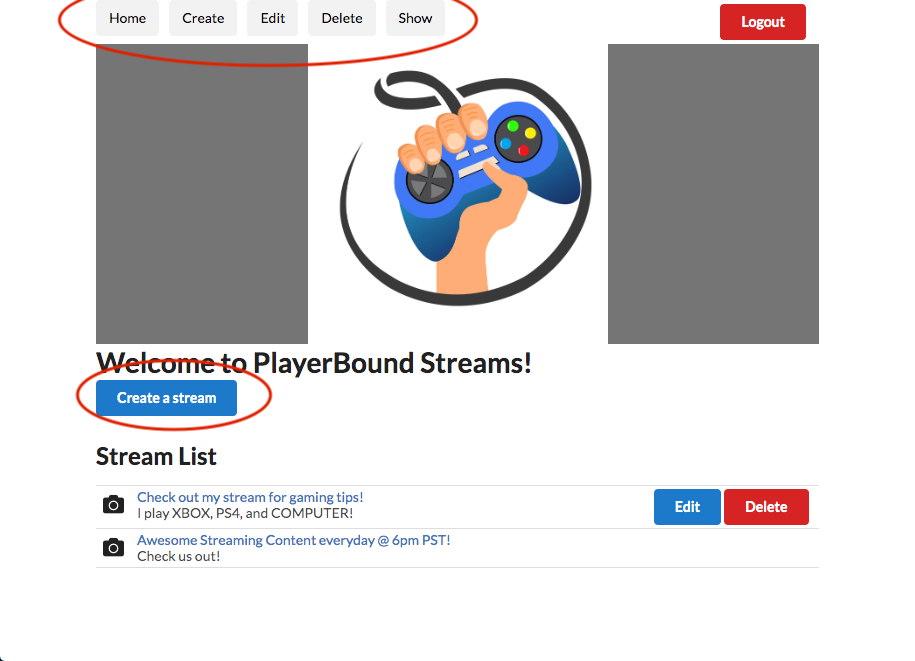 Home Create Edit Delete Show Logout
Welcome to PlayerBound Streams!
Create a stream
Stream List
Check out my stream for gaming tips!
I play XBOX, PS4, and COMPUTER!
Edit Delete
Awesome Streaming Content everyday @ 6pm PST!
Check us out!